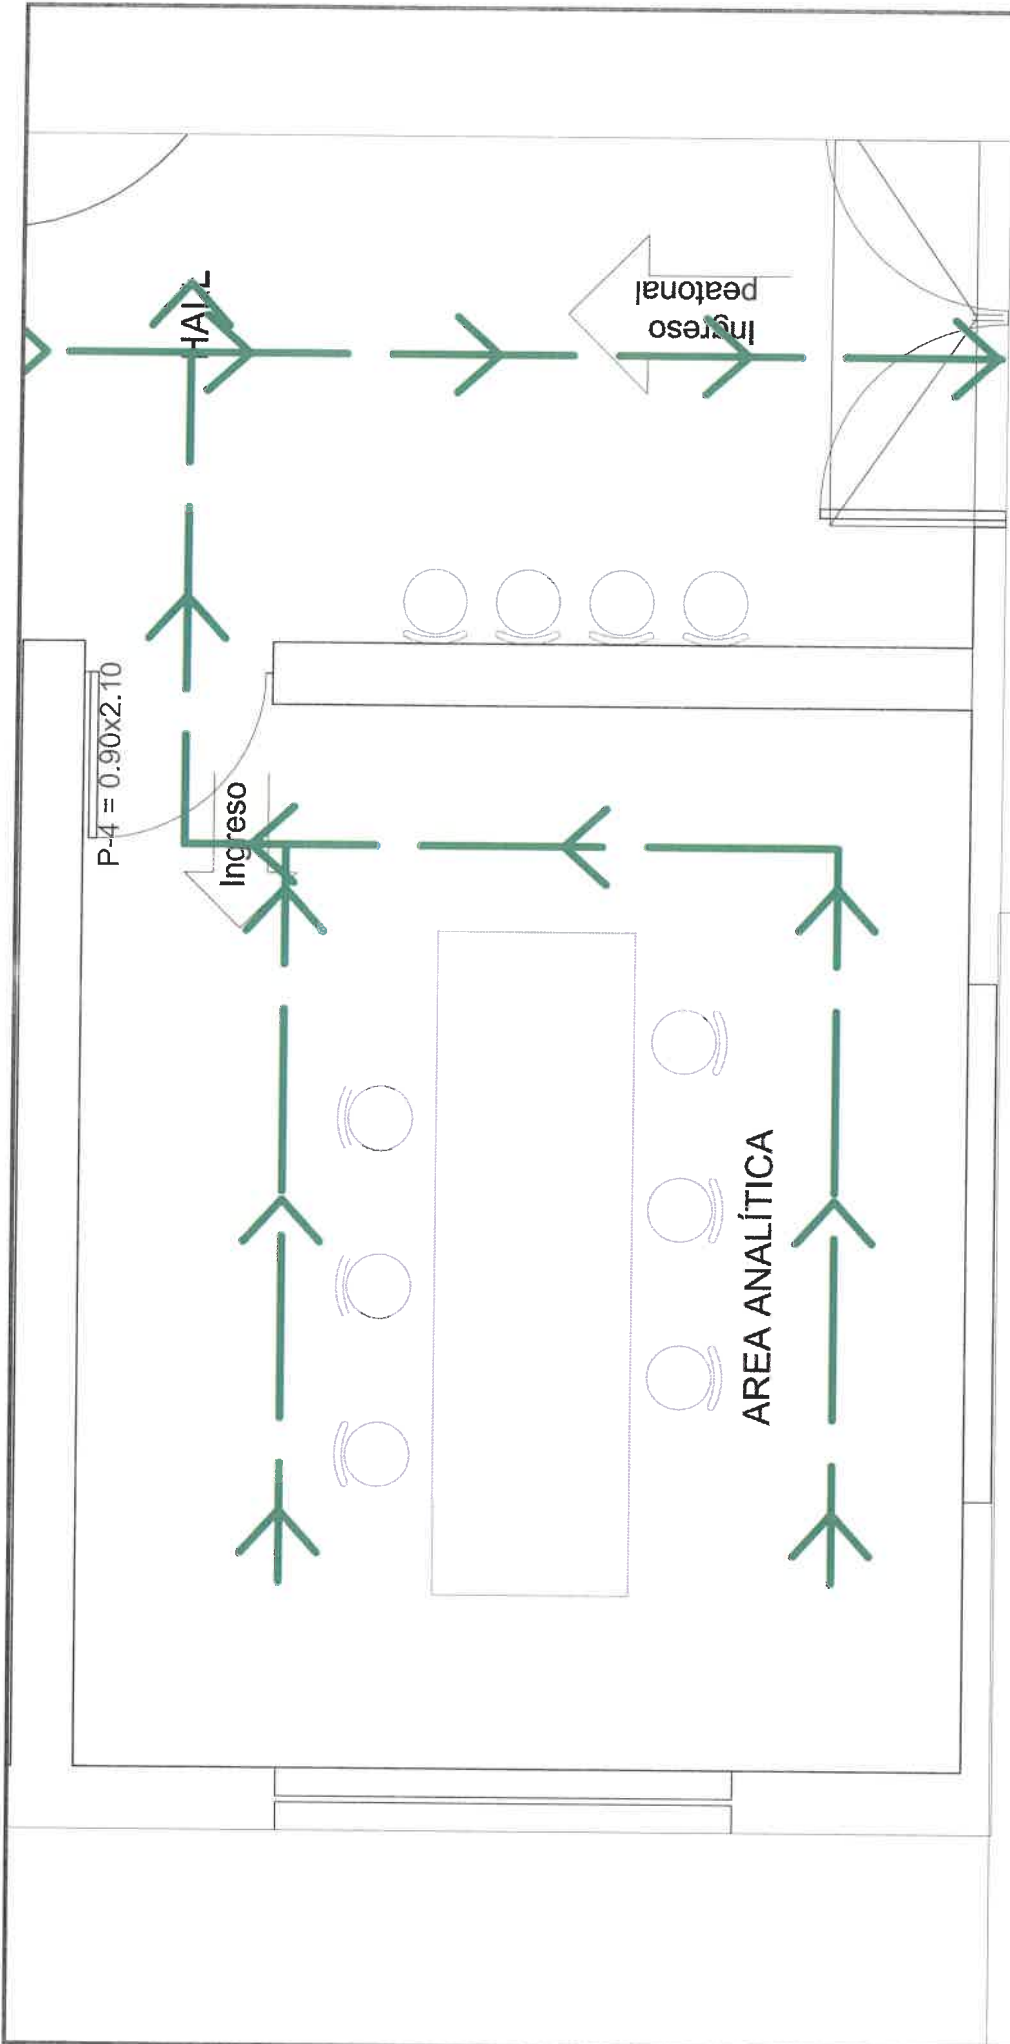 HALL
Ingreso
peatonal
P-4 = 0.90x2.10
Ingreso
AREA ANALÍTICA